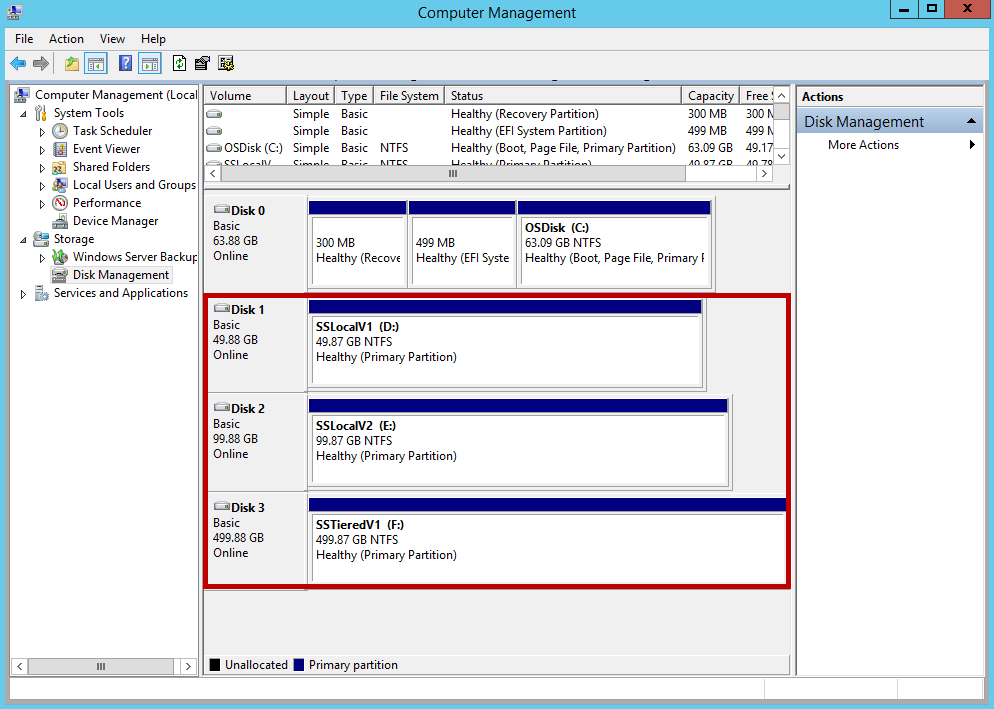 Computer Management
File Action View Help
Computer Management (Local
System Tools
Task Scheduler
Event Viewer
Shared Folders
Local Users and Groups
Performance
Device Manager
Storage
Windows Server Backup
Disk Management
Services and Applications
Volume Layout Type File System Status Capacity Free
Simple Basic Healthy (Recovery Partition) 300 MB 300 M
Simple Basic Healthy (EFI System Partition) 499 MB 499 M
OSDisk (C:) Simple Basic NTFS Healthy (Boot, Page File, Primary Partition) 63.09 GB 49.17
SSLocalV Simple Basic NTFS Healthy (Primary Partition) 49.87 GB 49.78
Disk 0
Basic
63.88 GB
Online
300 MB
Healthy (Recove
499 MB
Healthy (EFI Syste
OSDisk (C:)
63.09 GB NTFS
Healthy (Boot, Page File, Primary P
Disk 1
Basic
49.88 GB
Online
SSLocalV1 (D:)
49.87 GB NTFS
Healthy (Primary Partition)
Disk 2
Basic
99.88 GB
Online
SSLocalV2 (E:)
99.87 GB NTFS
Healthy (Primary Partition)
Disk 3
Basic
499.88 GB
Online
SSTieredV1 (F:)
499.87 GB NTFS
Healthy (Primary Partition)
Unallocated Primary partition
Actions
Disk Management
More Actions